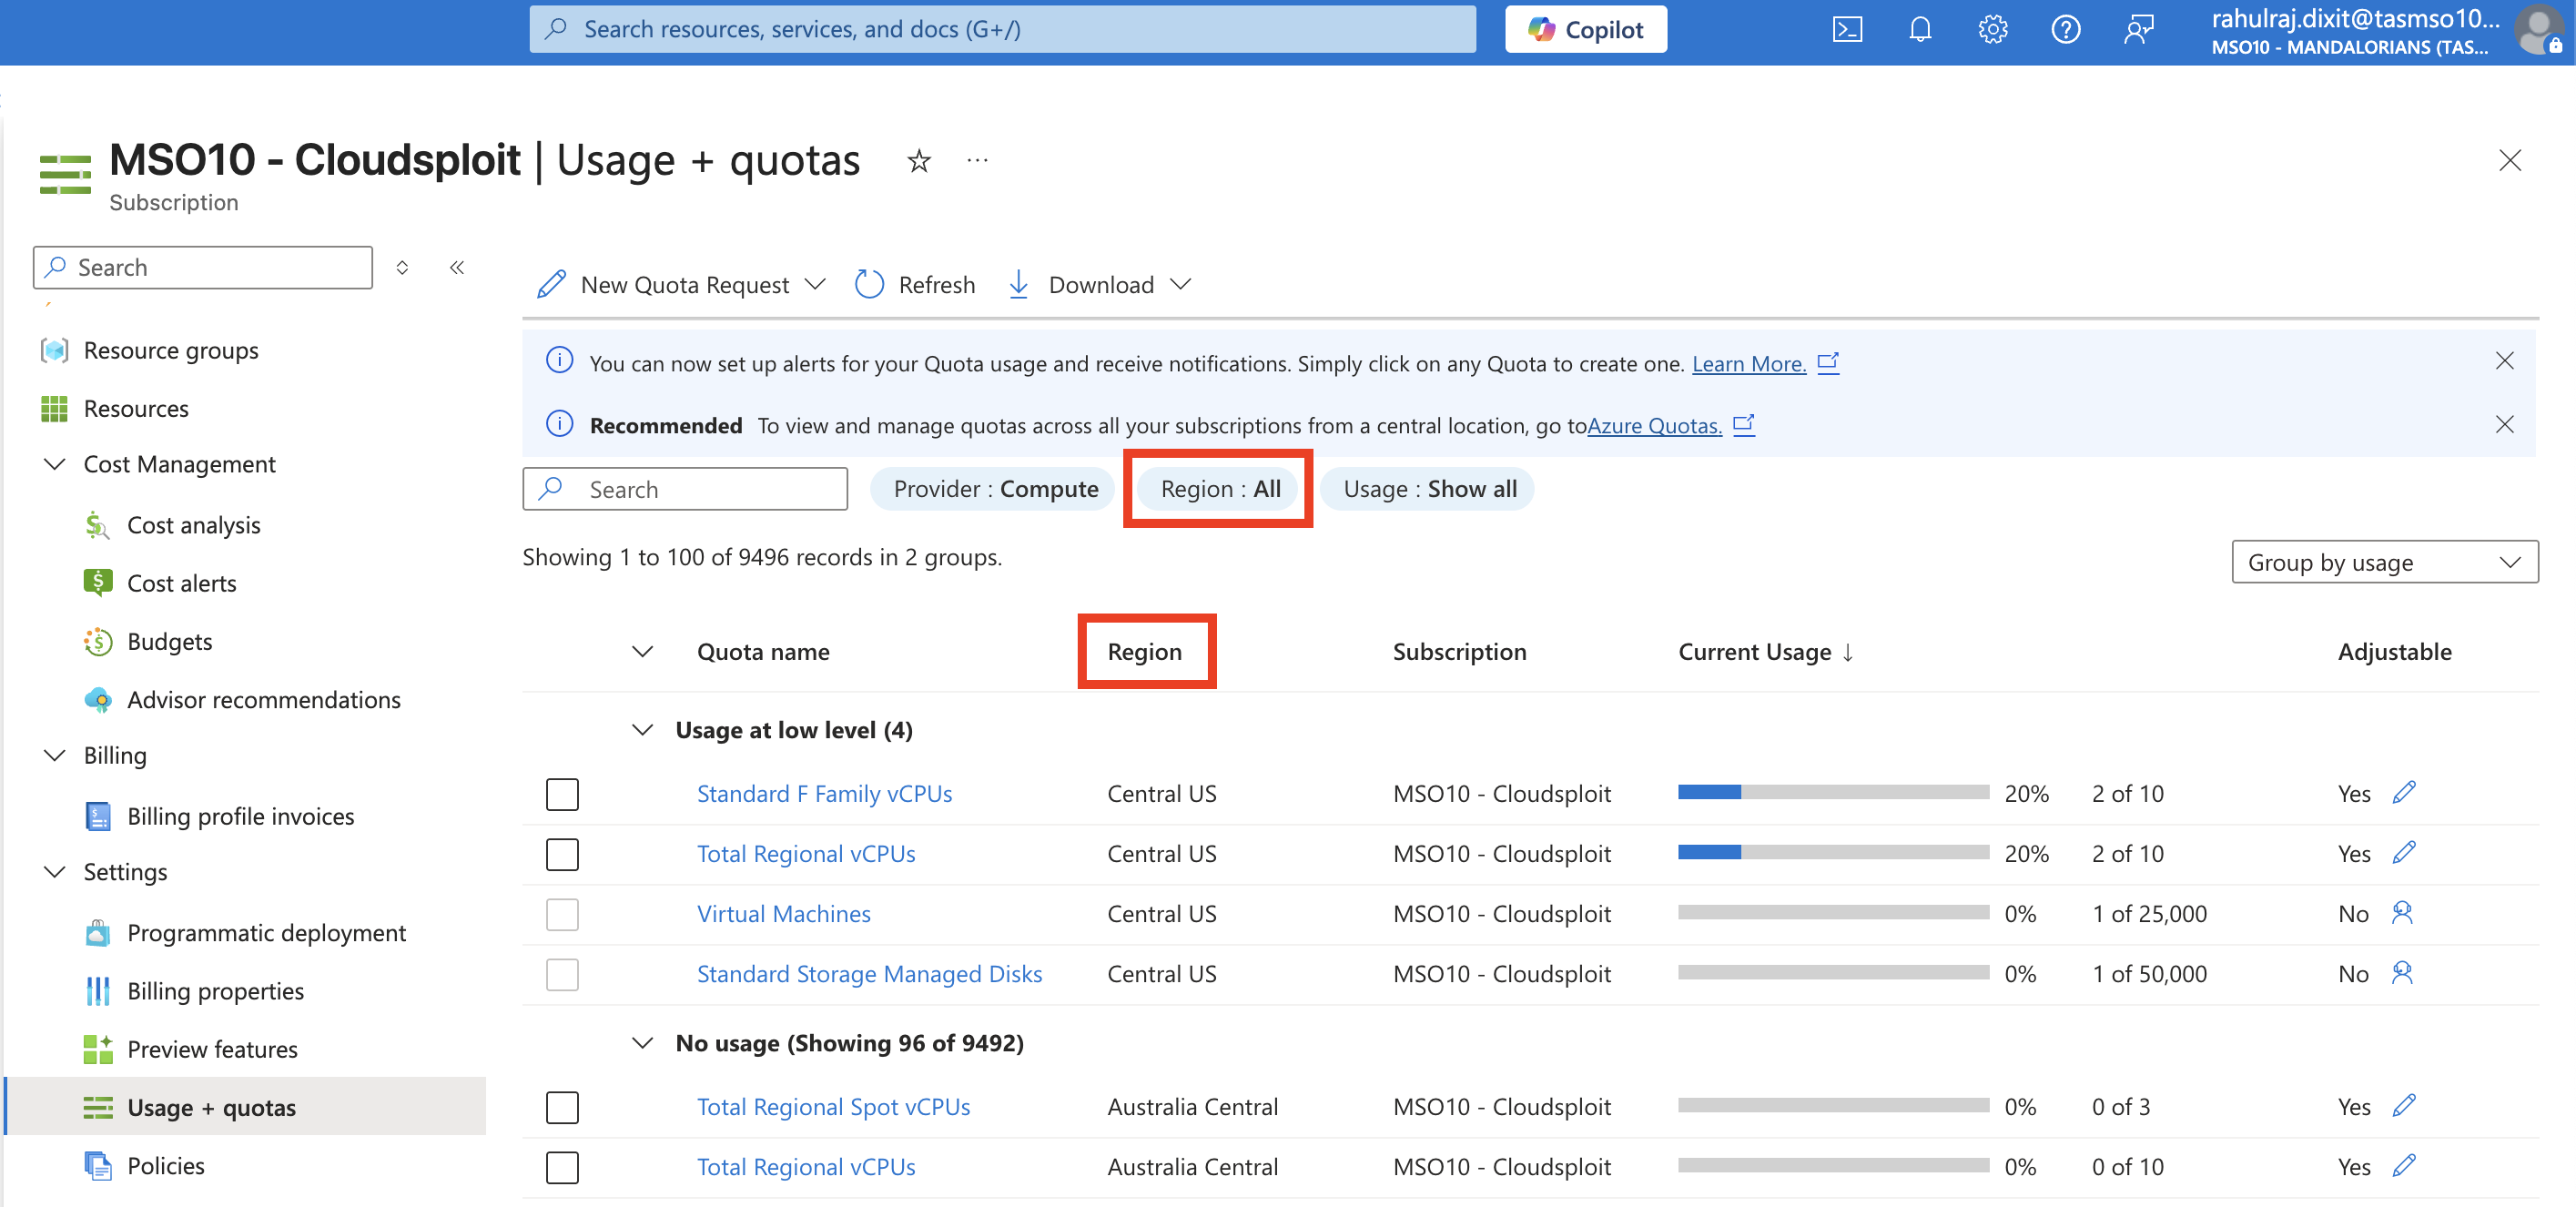 Search resources, services, and docs (G+/)
Copilot
rahulraj.dixit@tasmso10...
MSO10 - MANDALORIANS (TAS...
MSO10 - Cloudsploit | Usage + quotas
Subscription
Search
Resource groups
Resources
Cost Management
Cost analysis
Cost alerts
Budgets
Advisor recommendations
Billing
Billing profile invoices
Settings
Programmatic deployment
Billing properties
Preview features
Usage + quotas
Policies
New Quota Request
Refresh
Download
You can now set up alerts for your Quota usage and receive notifications. Simply click on any Quota to create one. Learn More.
Recommended To view and manage quotas across all your subscriptions from a central location, go toAzure Quotas.
Search
Provider : Compute
Region : All
Usage : Show all
Showing 1 to 100 of 9496 records in 2 groups.
Group by usage
Quota name Region Subscription Current Usage ↓ Adjustable
Usage at low level (4)
Standard F Family vCPUs Central US MSO10 - Cloudsploit 20% 2 of 10 Yes
Total Regional vCPUs Central US MSO10 - Cloudsploit 20% 2 of 10 Yes
Virtual Machines Central US MSO10 - Cloudsploit 0% 1 of 25,000 No
Standard Storage Managed Disks Central US MSO10 - Cloudsploit 0% 1 of 50,000 No
No usage (Showing 96 of 9492)
Total Regional Spot vCPUs Australia Central MSO10 - Cloudsploit 0% 0 of 3 Yes
Total Regional vCPUs Australia Central MSO10 - Cloudsploit 0% 0 of 10 Yes